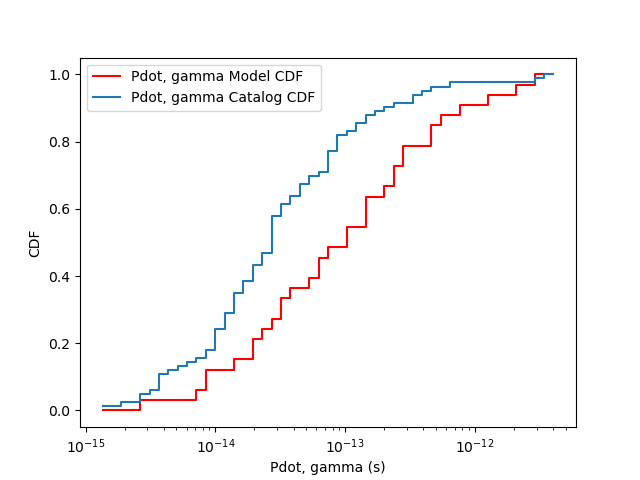 Pdot, gamma Model CDF
Pdot, gamma Catalog CDF
1.0
0.8
0.6
0.4
0.2
0.0
CDF
10⁻¹⁵
10⁻¹⁴
10⁻¹³
10⁻¹²
Pdot, gamma (s)